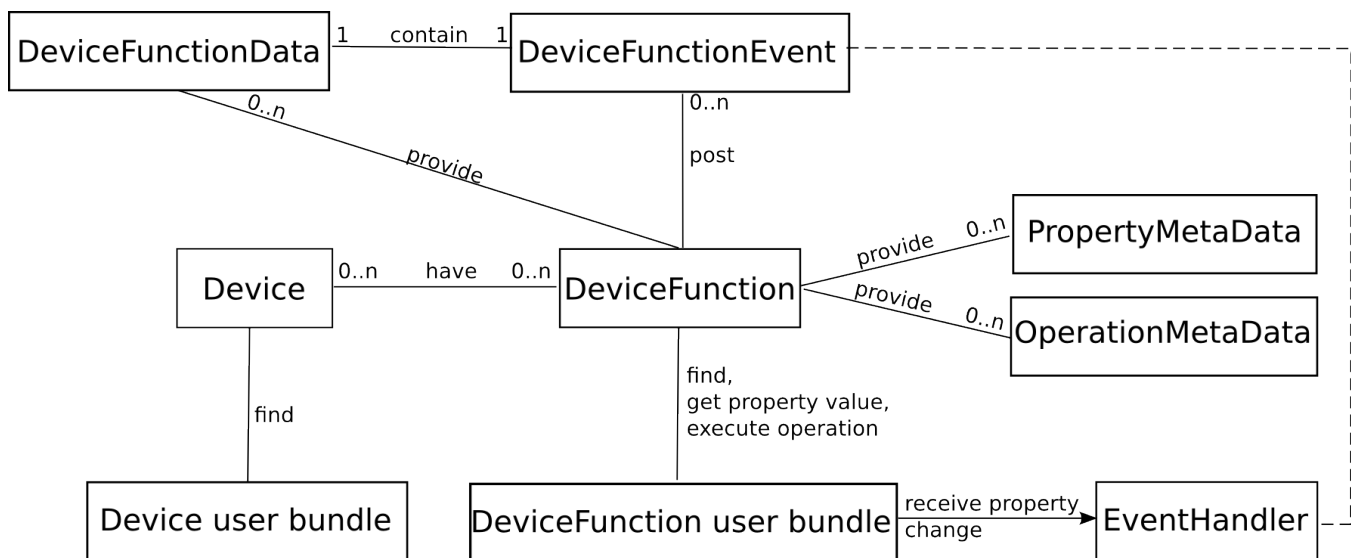 DeviceFunctionData
1 contain 1
DeviceFunctionEvent
0..n
0..n
provide
post
PropertyMetaData
provide 0..n
Device
0..n have 0..n
DeviceFunction
provide 0..n
OperationMetaData
find
find,
get property value,
execute operation
Device user bundle
DeviceFunction user bundle
receive property
change
EventHandler